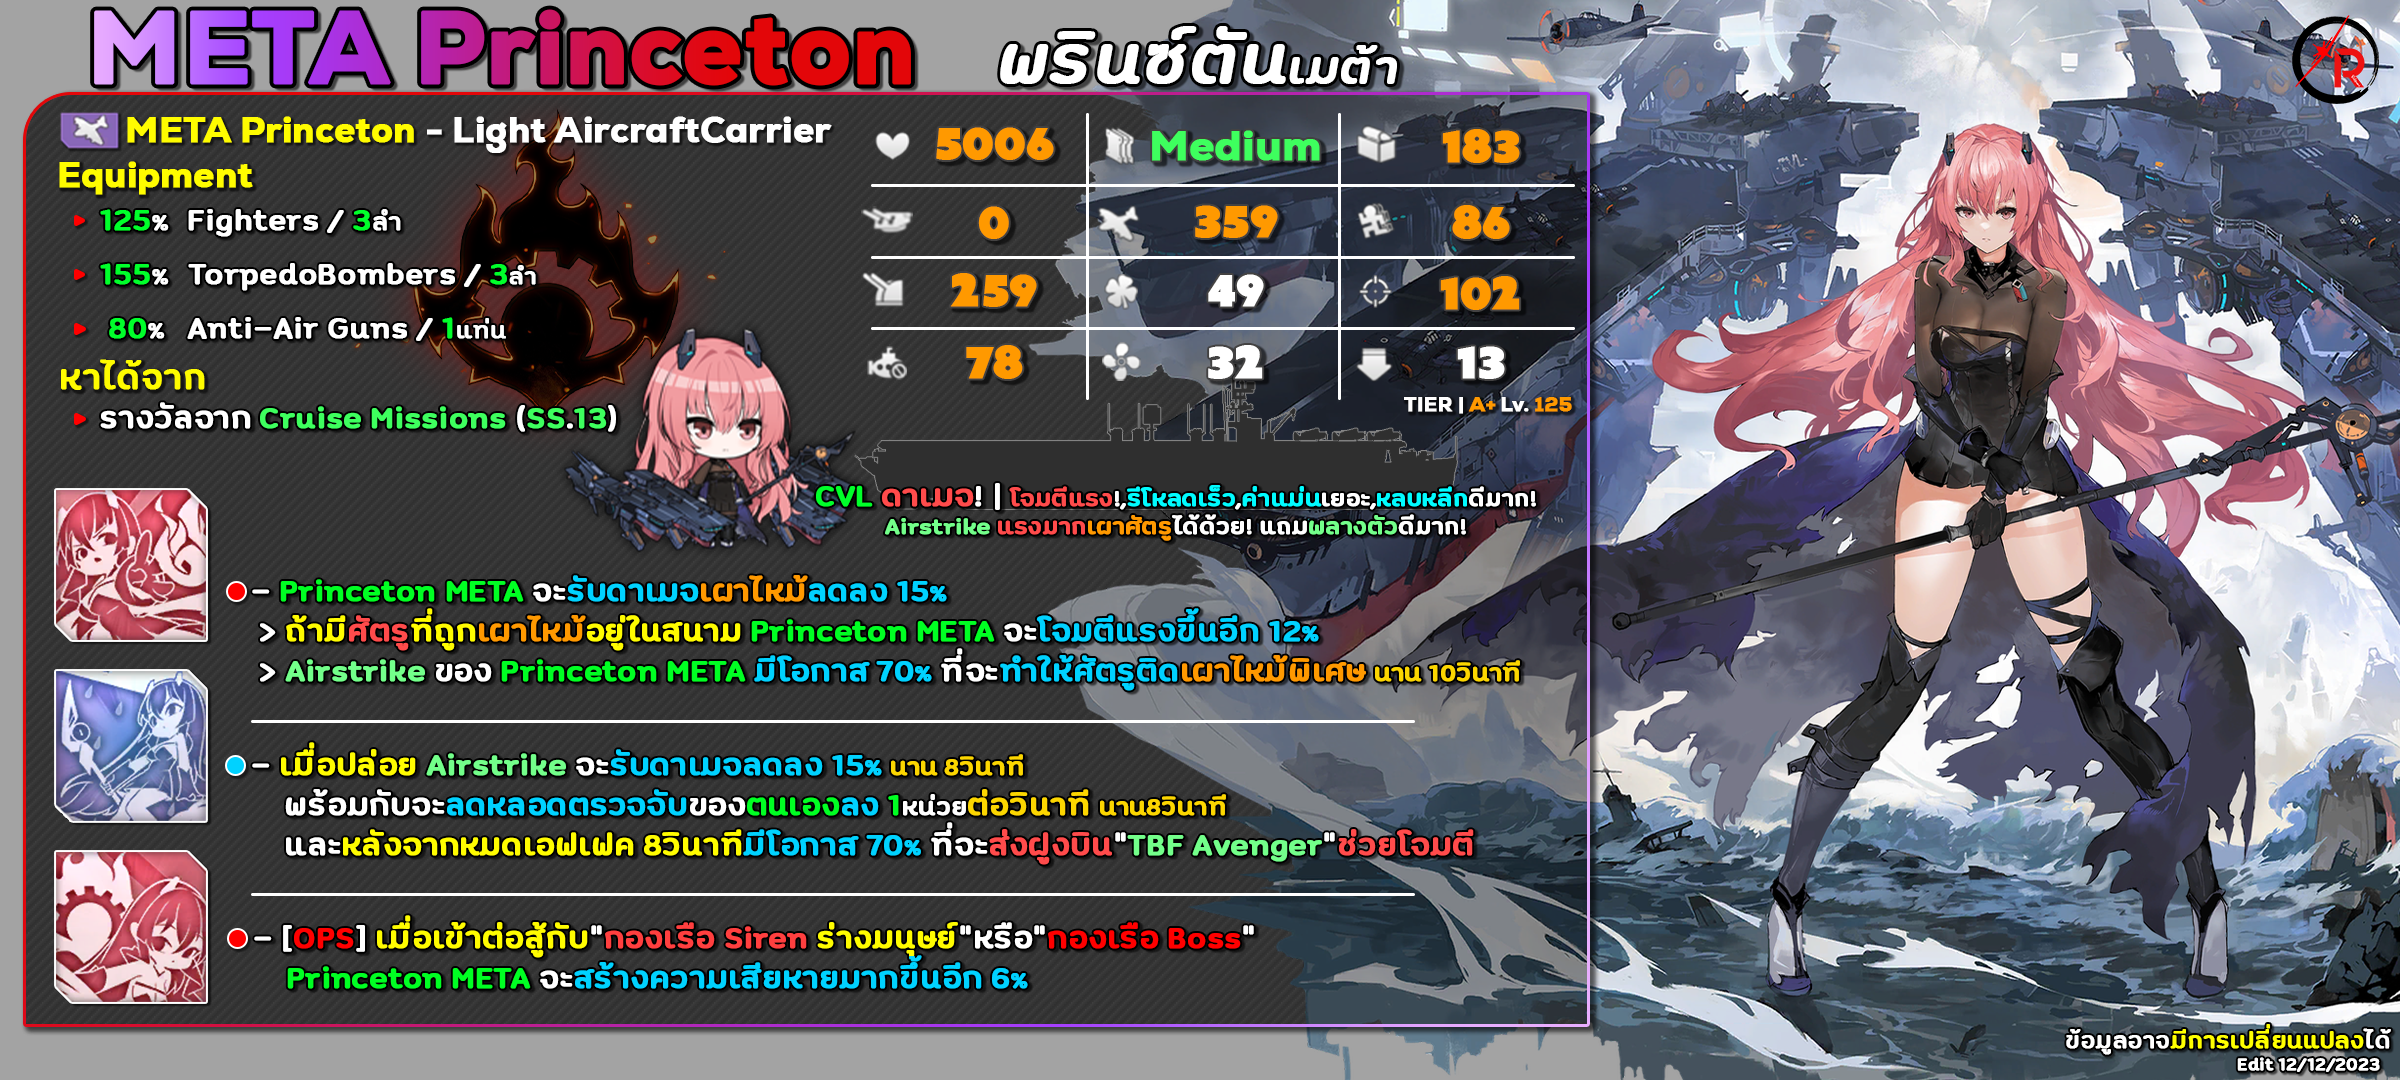 META Princeton พรินซ์ตันเมต้า
META Princeton - Light AircraftCarrier
Equipment
125% Fighters / 3ลำ
155% TorpedoBombers / 3ลำ
80% Anti-Air Guns / 1แท่น
หาได้จาก
รางวัลจาก Cruise Missions (SS.13)
5006 Medium 183
0 359 86
259 49 102
78 32 13
TIER | A+ Lv. 125
CVL ดาเมจ! | โจมตีแรง!,รีโหลดเร็ว,ค่าแม่นเยอะ,หลบหลีกดีมาก!
Airstrike แรงมากเผาศัตรูได้ด้วย! แถมพลางตัวดีมาก!
- Princeton META จะรับดาเมจเผาไหม้ลดลง 15%
> ถ้ามีศัตรูที่ถูกเผาไหม้อยู่ในสนาม Princeton META จะโจมตีแรงขึ้นอีก 12%
> Airstrike ของ Princeton META มีโอกาส 70% ที่จะทำให้ศัตรูติดเผาไหม้พิเศษ นาน 10วินาที
- เมื่อปล่อย Airstrike จะรับดาเมจลดลง 15% นาน 8วินาที
พร้อมกับจะลดหลอดตรวจจับของตนเองลง 1หน่วยต่อวินาที นาน8วินาที
และหลังจากหมดเอฟเฟค 8วินาทีมีโอกาส 70% ที่จะส่งฝูงบิน"TBF Avenger"ช่วยโจมตี
- [OPS] เมื่อเข้าต่อสู้กับ"กองเรือ Siren ร่างมนุษย์"หรือ"กองเรือ Boss"
Princeton META จะสร้างความเสียหายมากขึ้นอีก 6%
ข้อมูลอาจมีการเปลี่ยนแปลงได้
Edit 12/12/2023
R